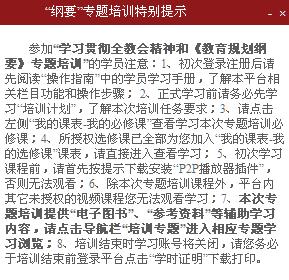 “纲要”专题培训特别提示
参加“学习贯彻全教会精神和《教育规划纲
要》专题培训”的学员注意：1、初次登录注册后请
先阅读“操作指南”中的学员学习手册，了解本平台相
关栏目功能和操作步骤； 2、正式学习前请务必先学
习“培训计划”，了解本次培训任务要求；3、请点击
左侧“我的课表-我的必修课”查看学习本次专题培训必
修课；4、所授权选修课已全部为您加入“我的课表-我
的选修课”课表，请直接进入查看学习； 5、初次学习
课程前，请首先按提示下载安装“P2P播放器插件”，
否则无法观看；6、除本次专题培训课程外，平台内
其它未授权的视频课程您无法观看学习；7、本次专
题培训提供“电子图书”、“参考资料”等辅助学习
内容，请点击导航栏“培训专题”进入相应专题学
习浏览；8、培训结束时学习账号将关闭，请您务必
于培训结束前登录平台点击“学时证明”下载打印。